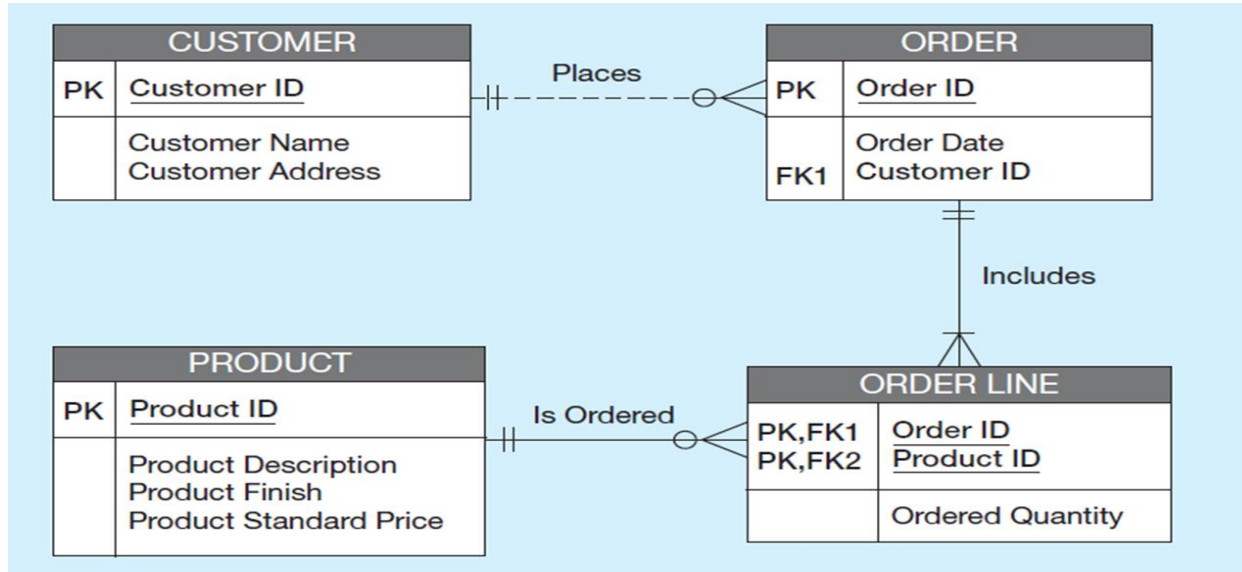 CUSTOMER
PK Customer ID
Customer Name
Customer Address
Places
ORDER
PK Order ID
Order Date
FK1 Customer ID
Includes
PRODUCT
PK Product ID
Product Description
Product Finish
Product Standard Price
Is Ordered
ORDER LINE
PK,FK1 Order ID
PK,FK2 Product ID
Ordered Quantity